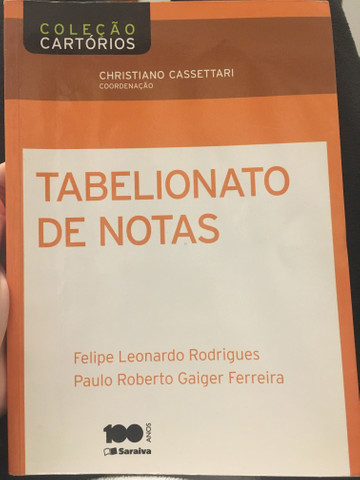 COLEÇÃO
CARTÓRIOS
CHRISTIANO CASSETTARI
COORDENAÇÃO
TABELIONATO
DE NOTAS
Felipe Leonardo Rodrigues
Paulo Roberto Gaiger Ferreira
100 ANOS
Saraiva